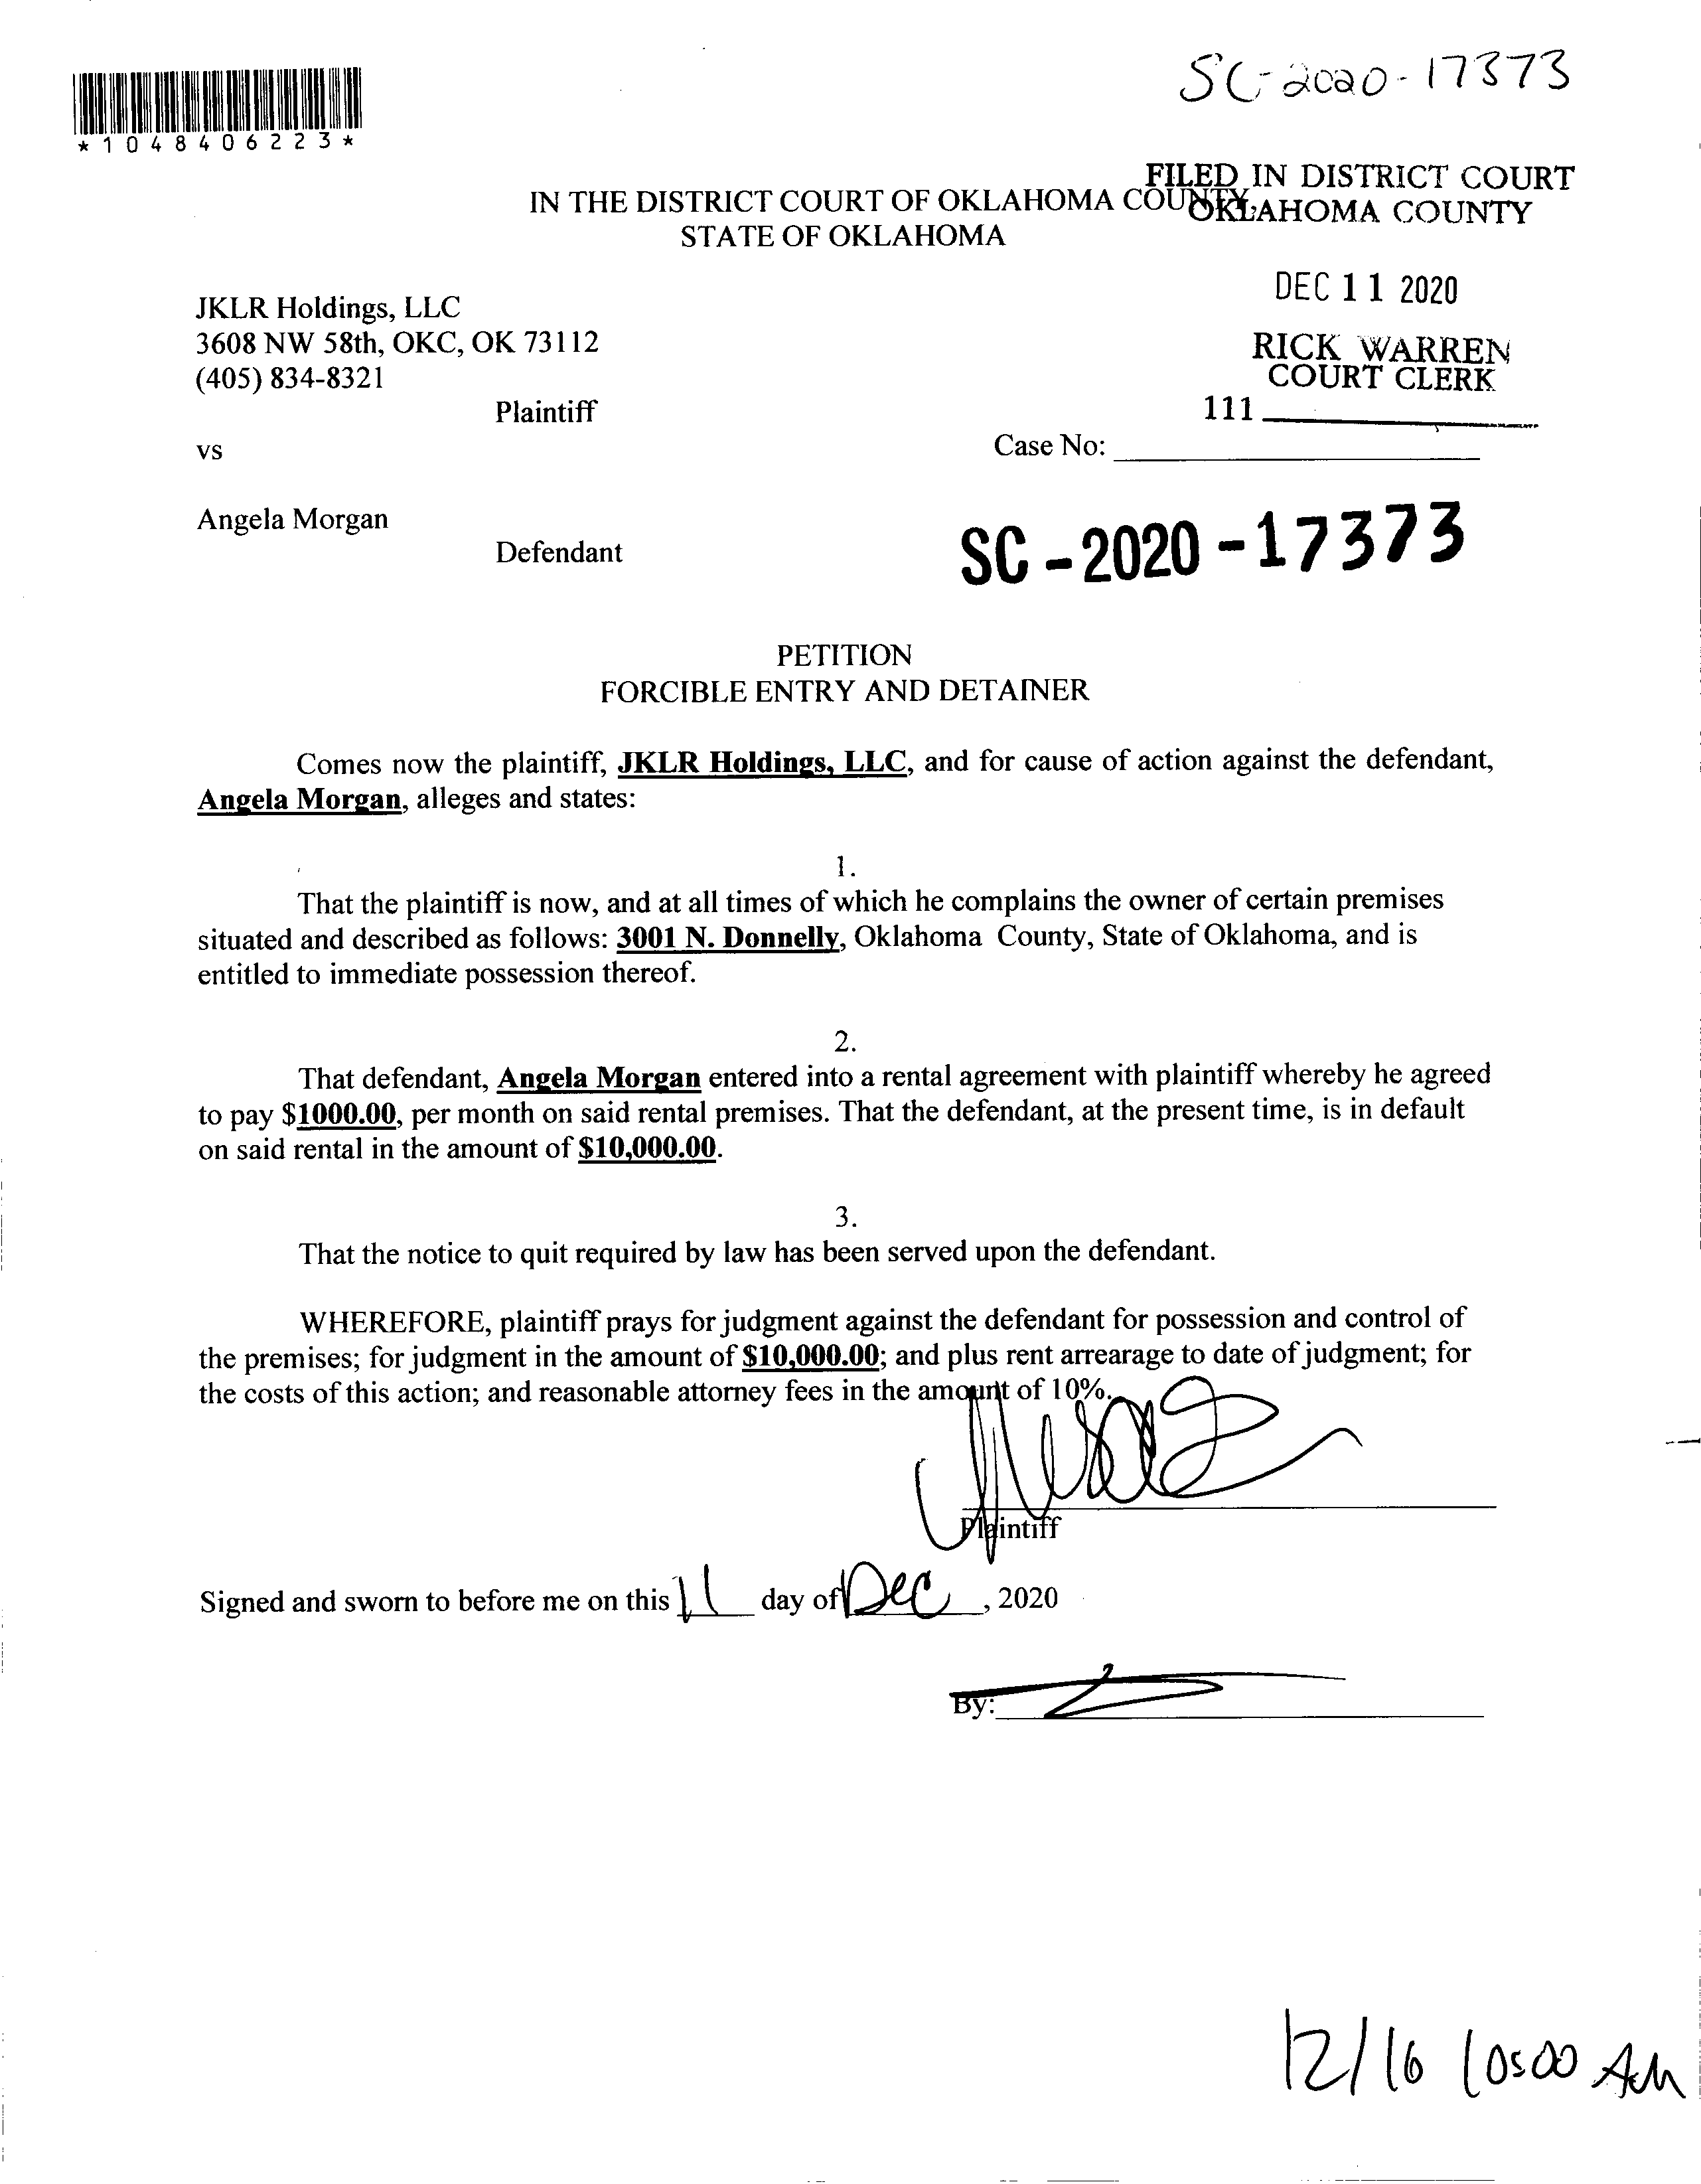 SC-2020-17373
*1048406223*
FILED IN DISTRICT COURT
OKLAHOMA COUNTY
IN THE DISTRICT COURT OF OKLAHOMA COUNTY,
STATE OF OKLAHOMA
DEC 11 2020
RICK WARREN
COURT CLERK
111
JKLR Holdings, LLC
3608 NW 58th, OKC, OK 73112
(405) 834-8321
Plaintiff
vs
Case No:
Angela Morgan
Defendant
SC-2020-17373
PETITION
FORCIBLE ENTRY AND DETAINER
Comes now the plaintiff, JKLR Holdings, LLC, and for cause of action against the defendant,
Angela Morgan, alleges and states:
1.
That the plaintiff is now, and at all times of which he complains the owner of certain premises
situated and described as follows: 3001 N. Donnelly, Oklahoma County, State of Oklahoma, and is
entitled to immediate possession thereof.
2.
That defendant, Angela Morgan entered into a rental agreement with plaintiff whereby he agreed
to pay $1000.00, per month on said rental premises. That the defendant, at the present time, is in default
on said rental in the amount of $10,000.00.
3.
That the notice to quit required by law has been served upon the defendant.
WHEREFORE, plaintiff prays for judgment against the defendant for possession and control of
the premises; for judgment in the amount of $10,000.00; and plus rent arrearage to date of judgment; for
the costs of this action; and reasonable attorney fees in the amount of 10%.
Plaintiff
Signed and sworn to before me on this 11 day of Dec, 2020
By:
12/16 10:00 AM